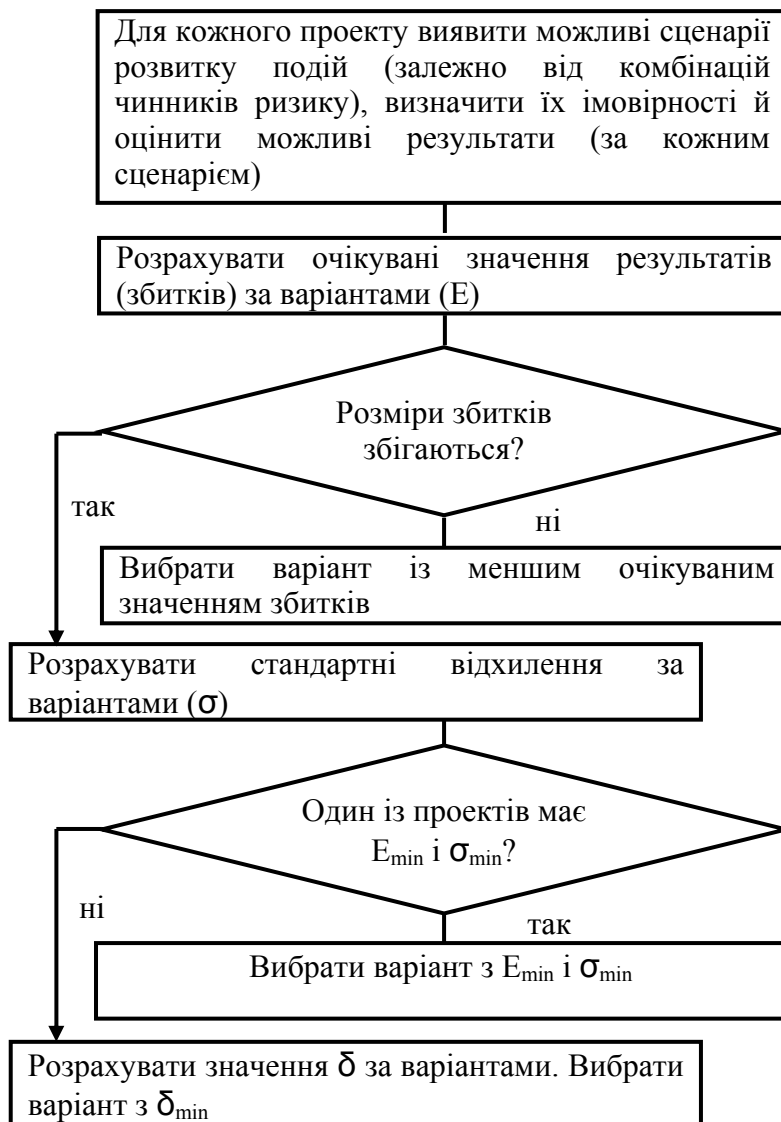 Для кожного проекту виявити можливі сценарії
розвитку подій (залежно від комбінацій
чинників ризику), визначити їх імовірності й
оцінити можливі результати (за кожним
сценарієм)
Розрахувати очікувані значення результатів
(збитків) за варіантами (Е)
Розміри збитків
збігаються?
так
ні
Вибрати варіант із меншим очікуваним
значенням збитків
Розрахувати стандартні відхилення за
варіантами (σ)
Один із проектів має
Emin і σmin?
ні
так
Вибрати варіант з Emin і σmin
Розрахувати значення δ за варіантами. Вибрати
варіант з δmin